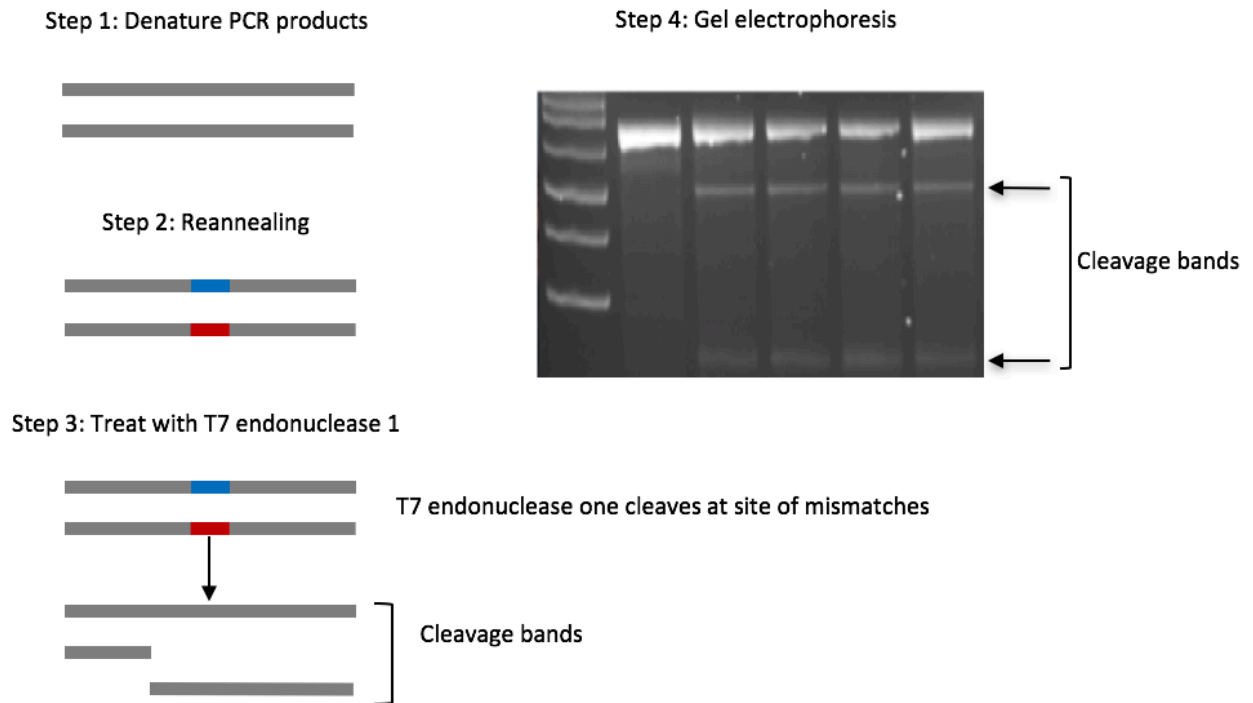 Step 1: Denature PCR products
Step 2: Reannealing
Step 3: Treat with T7 endonuclease 1
T7 endonuclease one cleaves at site of mismatches
Cleavage bands
Step 4: Gel electrophoresis
Cleavage bands